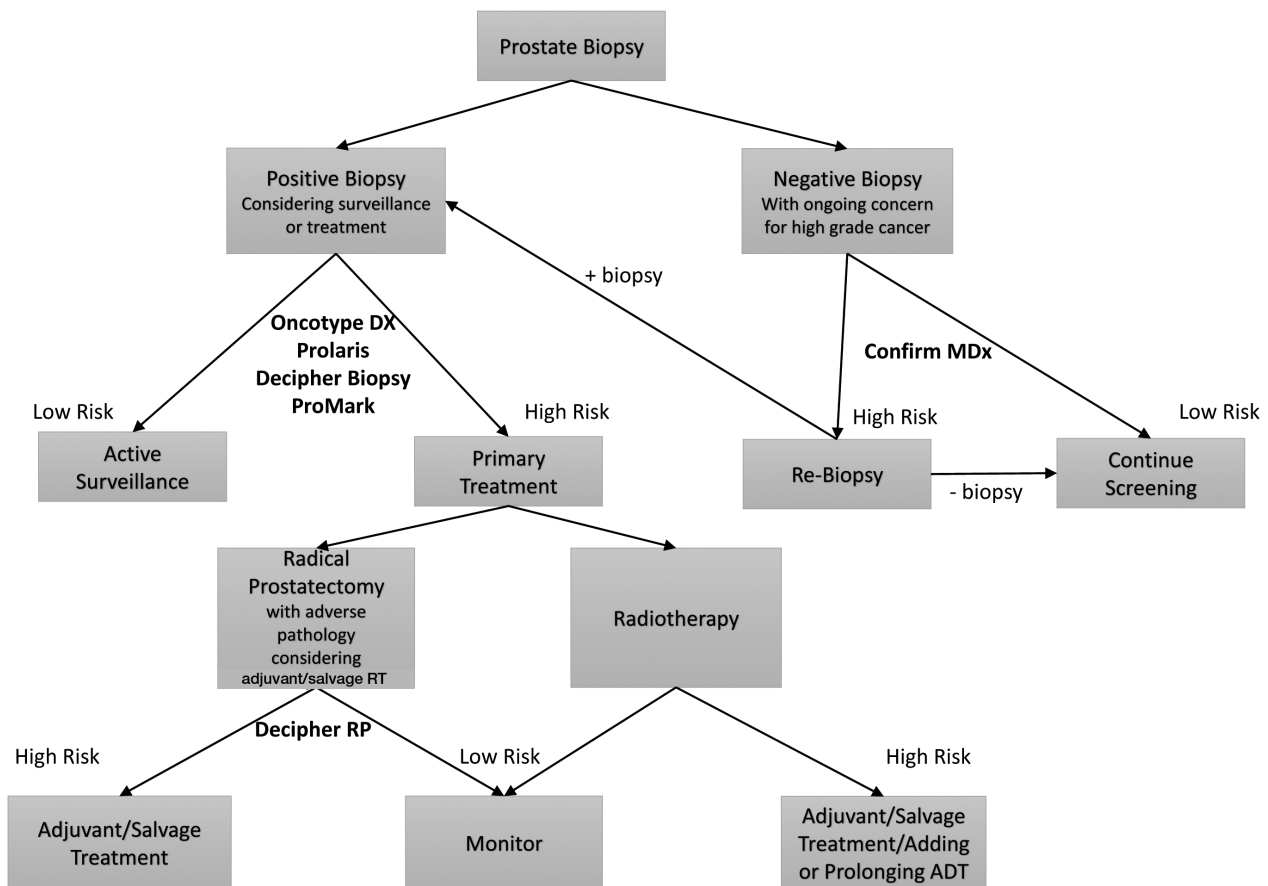 Prostate Biopsy
Positive Biopsy
Considering surveillance
or treatment
Negative Biopsy
With ongoing concern
for high grade cancer
+ biopsy
Oncotype DX
Prolaris
Decipher Biopsy
ProMark
Confirm MDx
Low Risk
High Risk
High Risk
Low Risk
Active
Surveillance
Primary
Treatment
Re-Biopsy
- biopsy
Continue
Screening
Radical
Prostatectomy
with adverse
pathology
considering
adjuvant/salvage RT
Radiotherapy
Decipher RP
High Risk
Low Risk
High Risk
Adjuvant/Salvage
Treatment
Monitor
Adjuvant/Salvage
Treatment/Adding
or Prolonging ADT